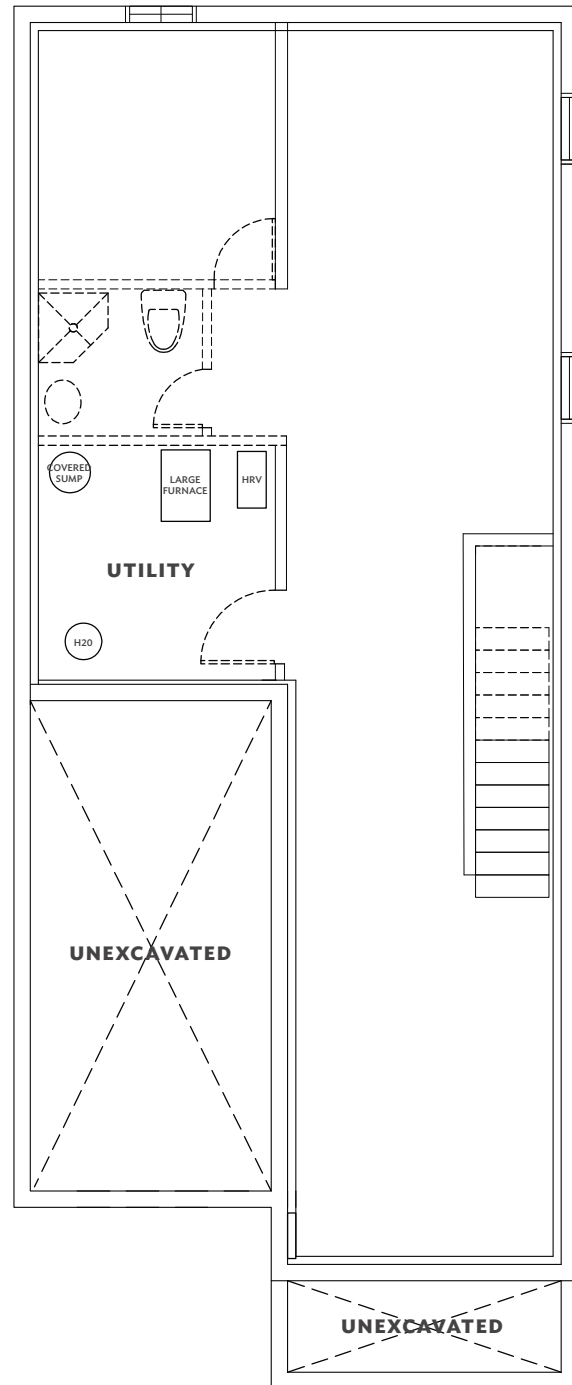 COVERED
SUMP
LARGE
FURNACE
HRV
UTILITY
H20
UNEXCAVATED
UNEXCAVATED